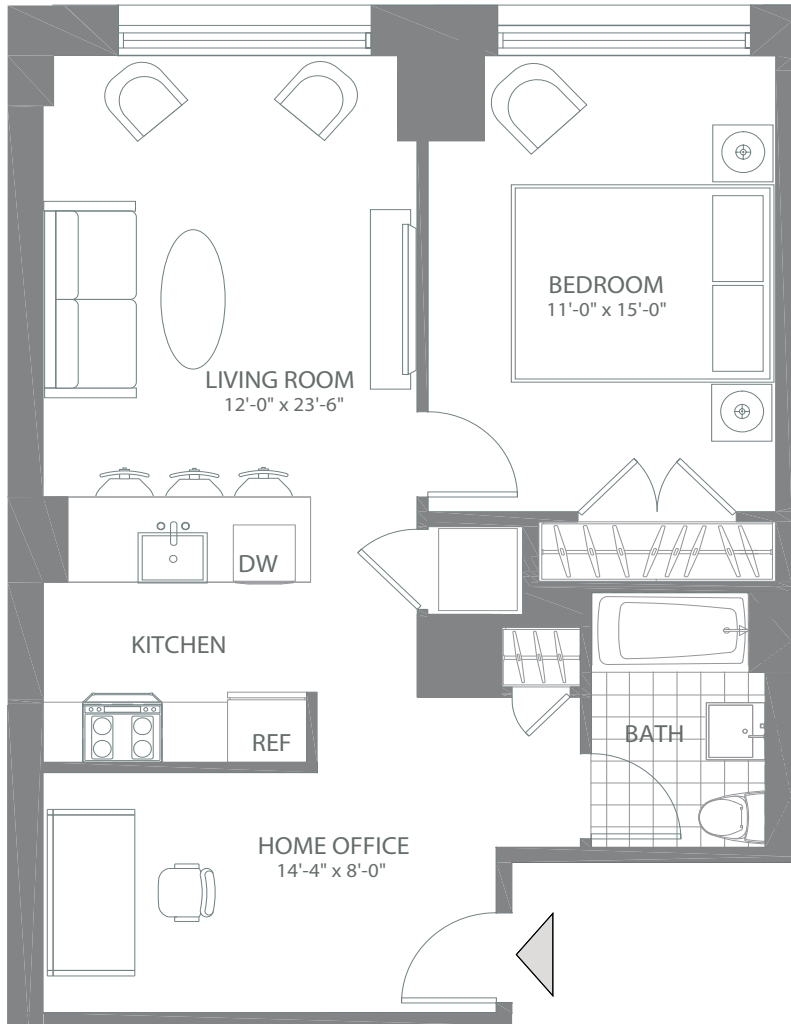 BEDROOM
11'-0" x 15'-0"
LIVING ROOM
12'-0" x 23'-6"
DW
KITCHEN
BATH
REF
HOME OFFICE
14'-4" x 8'-0"